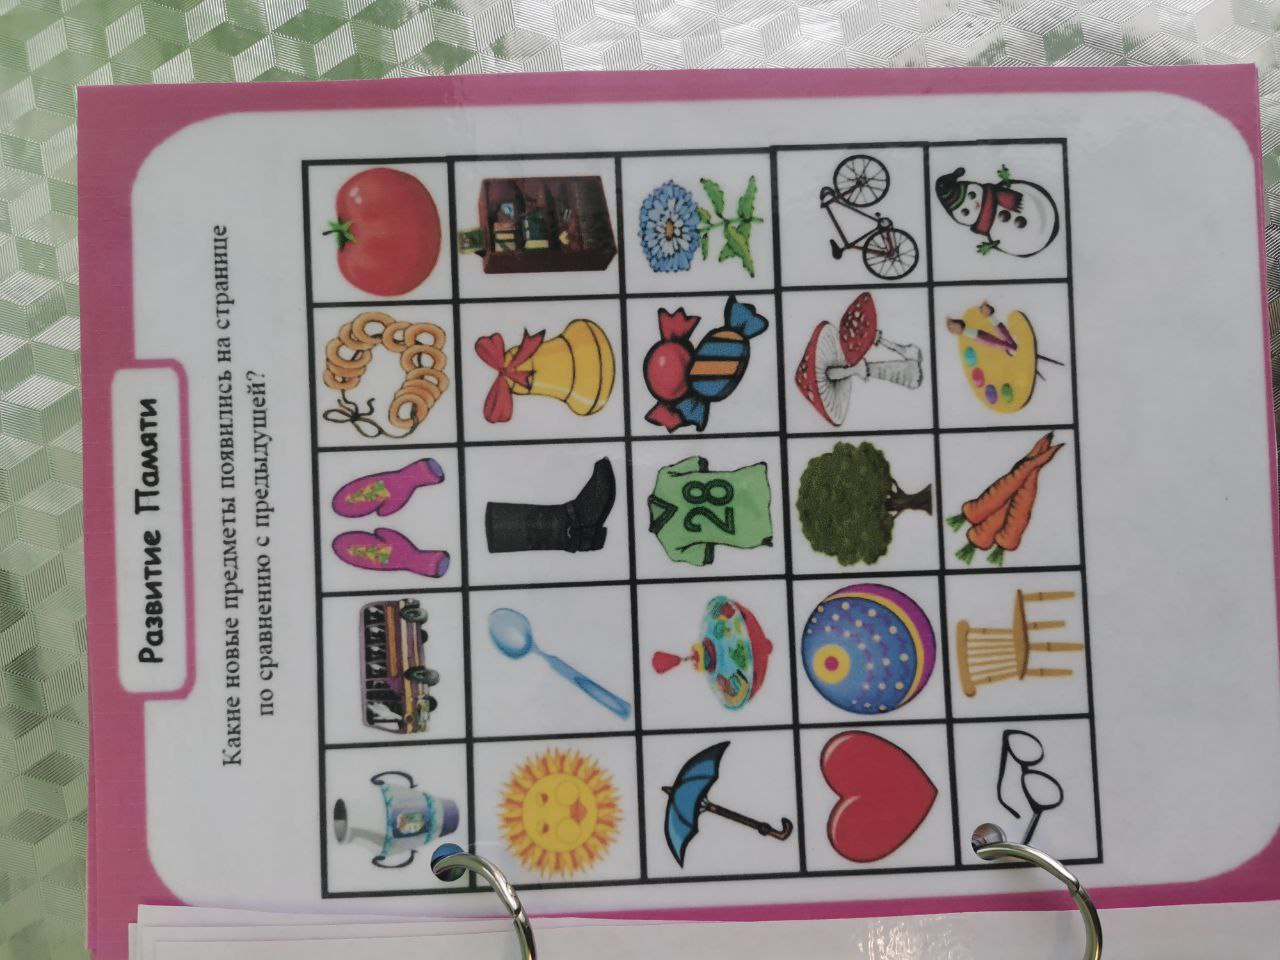 Развитие Памяти
Какие новые предметы появились на странице
по сравнению с предыдущей?
28